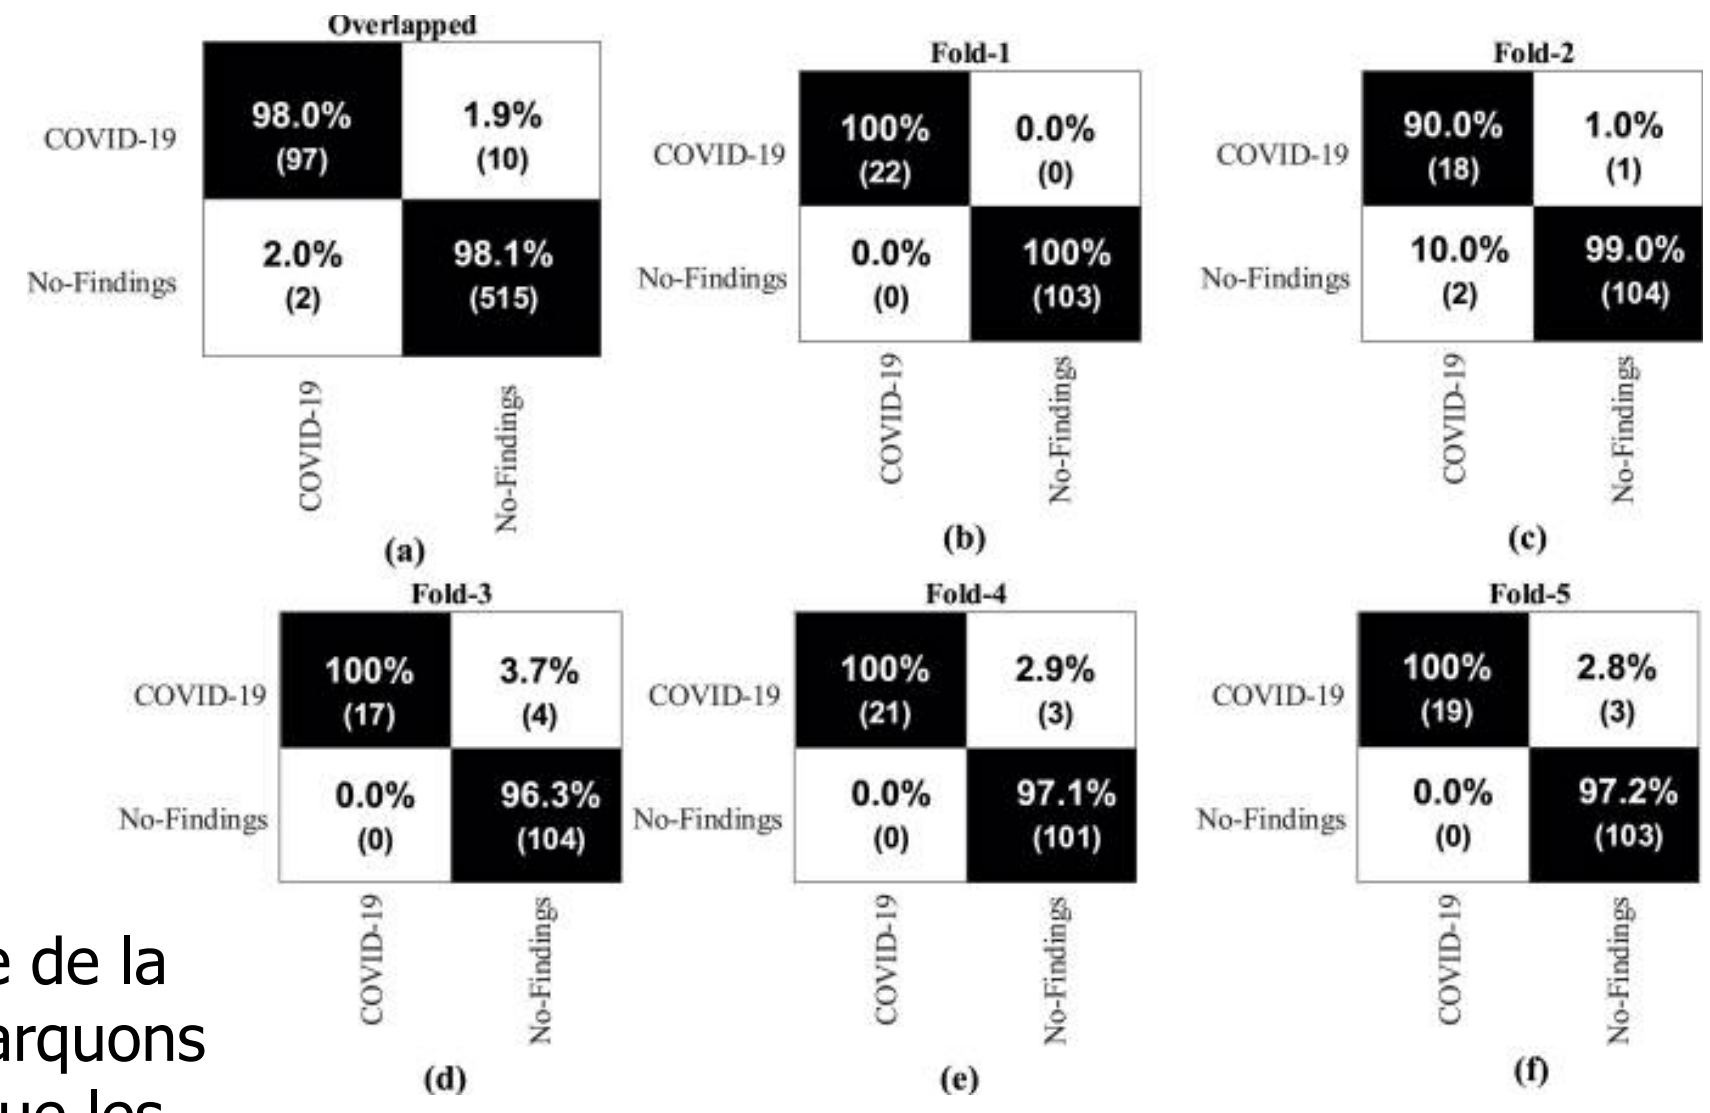 Overlapped
COVID-19
98.0%
(97)
1.9%
(10)
No-Findings
2.0%
(2)
98.1%
(515)
COVID-19
No-Findings
(a)
Fold-1
COVID-19
100%
(22)
0.0%
(0)
No-Findings
0.0%
(0)
100%
(103)
COVID-19
No-Findings
(b)
Fold-2
COVID-19
90.0%
(18)
1.0%
(1)
No-Findings
10.0%
(2)
99.0%
(104)
COVID-19
No-Findings
(c)
Fold-3
COVID-19
100%
(17)
3.7%
(4)
No-Findings
0.0%
(0)
96.3%
(104)
COVID-19
No-Findings
(d)
Fold-4
COVID-19
100%
(21)
2.9%
(3)
No-Findings
0.0%
(0)
97.1%
(101)
COVID-19
No-Findings
(e)
Fold-5
COVID-19
100%
(19)
2.8%
(3)
No-Findings
0.0%
(0)
97.2%
(103)
COVID-19
No-Findings
(f)
de la
arquons
les